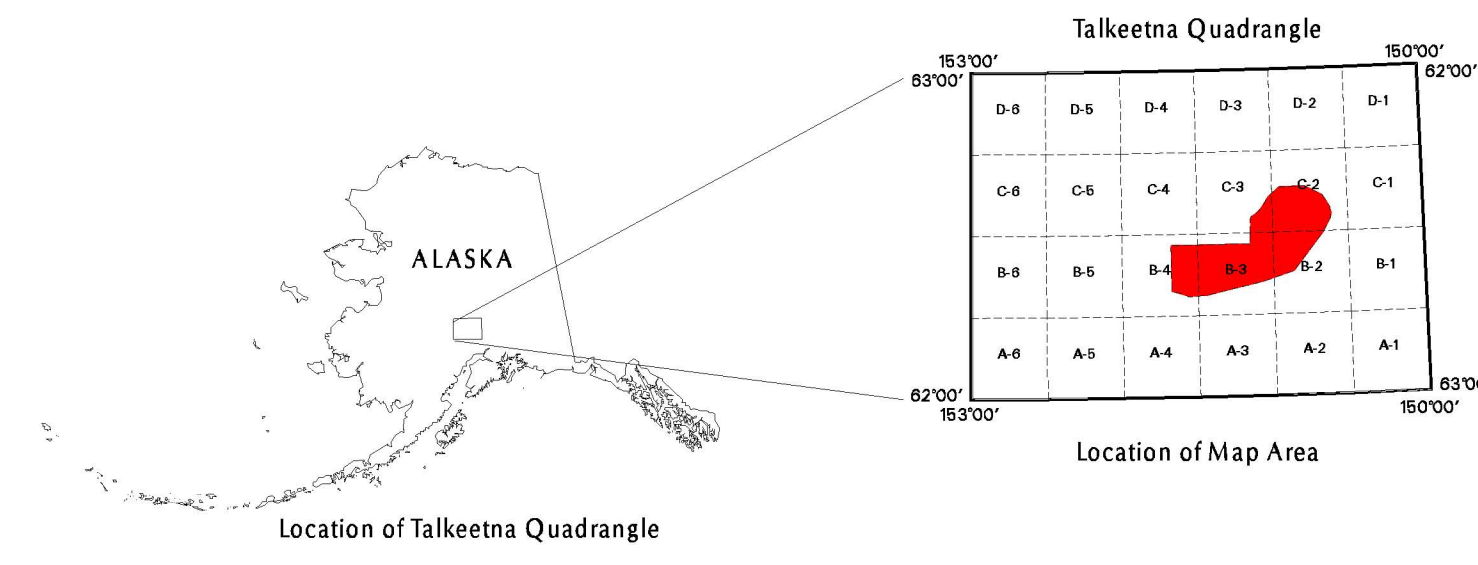 Talkeetna Quadrangle
153°00' 150°00'
63°00' 62°00'
D-6 D-5 D-4 D-3 D-2 D-1
C-6 C-5 C-4 C-3 C-2 C-1
ALASKA
B-6 B-5 B-4 B-3 B-2 B-1
A-6 A-5 A-4 A-3 A-2 A-1
62°00' 63°0
153°00' 150°00'
Location of Map Area
Location of Talkeetna Quadrangle